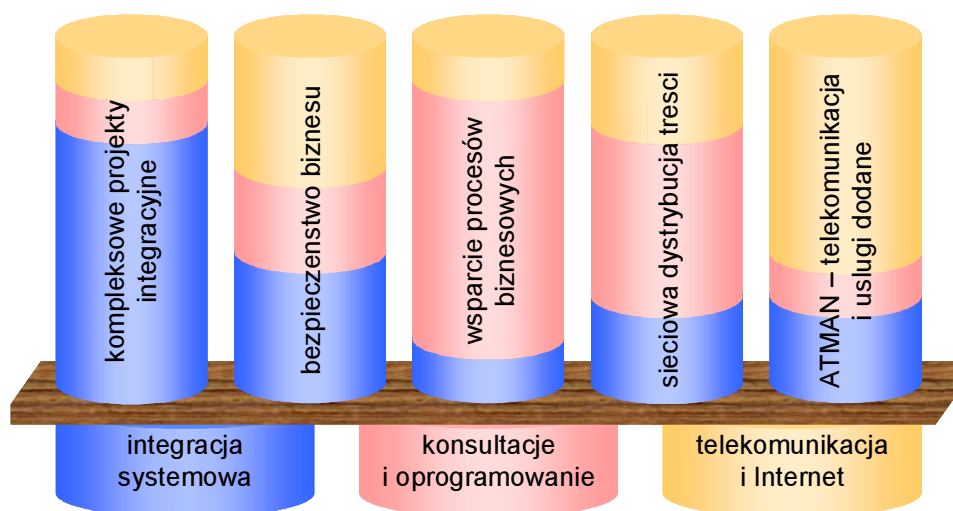 kompleksowe projekty
integracyjne
bezpieczenstwo biznesu
wsparcie procesów
biznesowych
sieciowa dystrybucja tresci
ATMAN – telekomunikacja
i uslugi dodane
integracja
systemowa
konsultacje
i oprogramowanie
telekomunikacja
i Internet